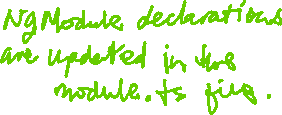 NgModule declarations
are updated in the
module.ts file.